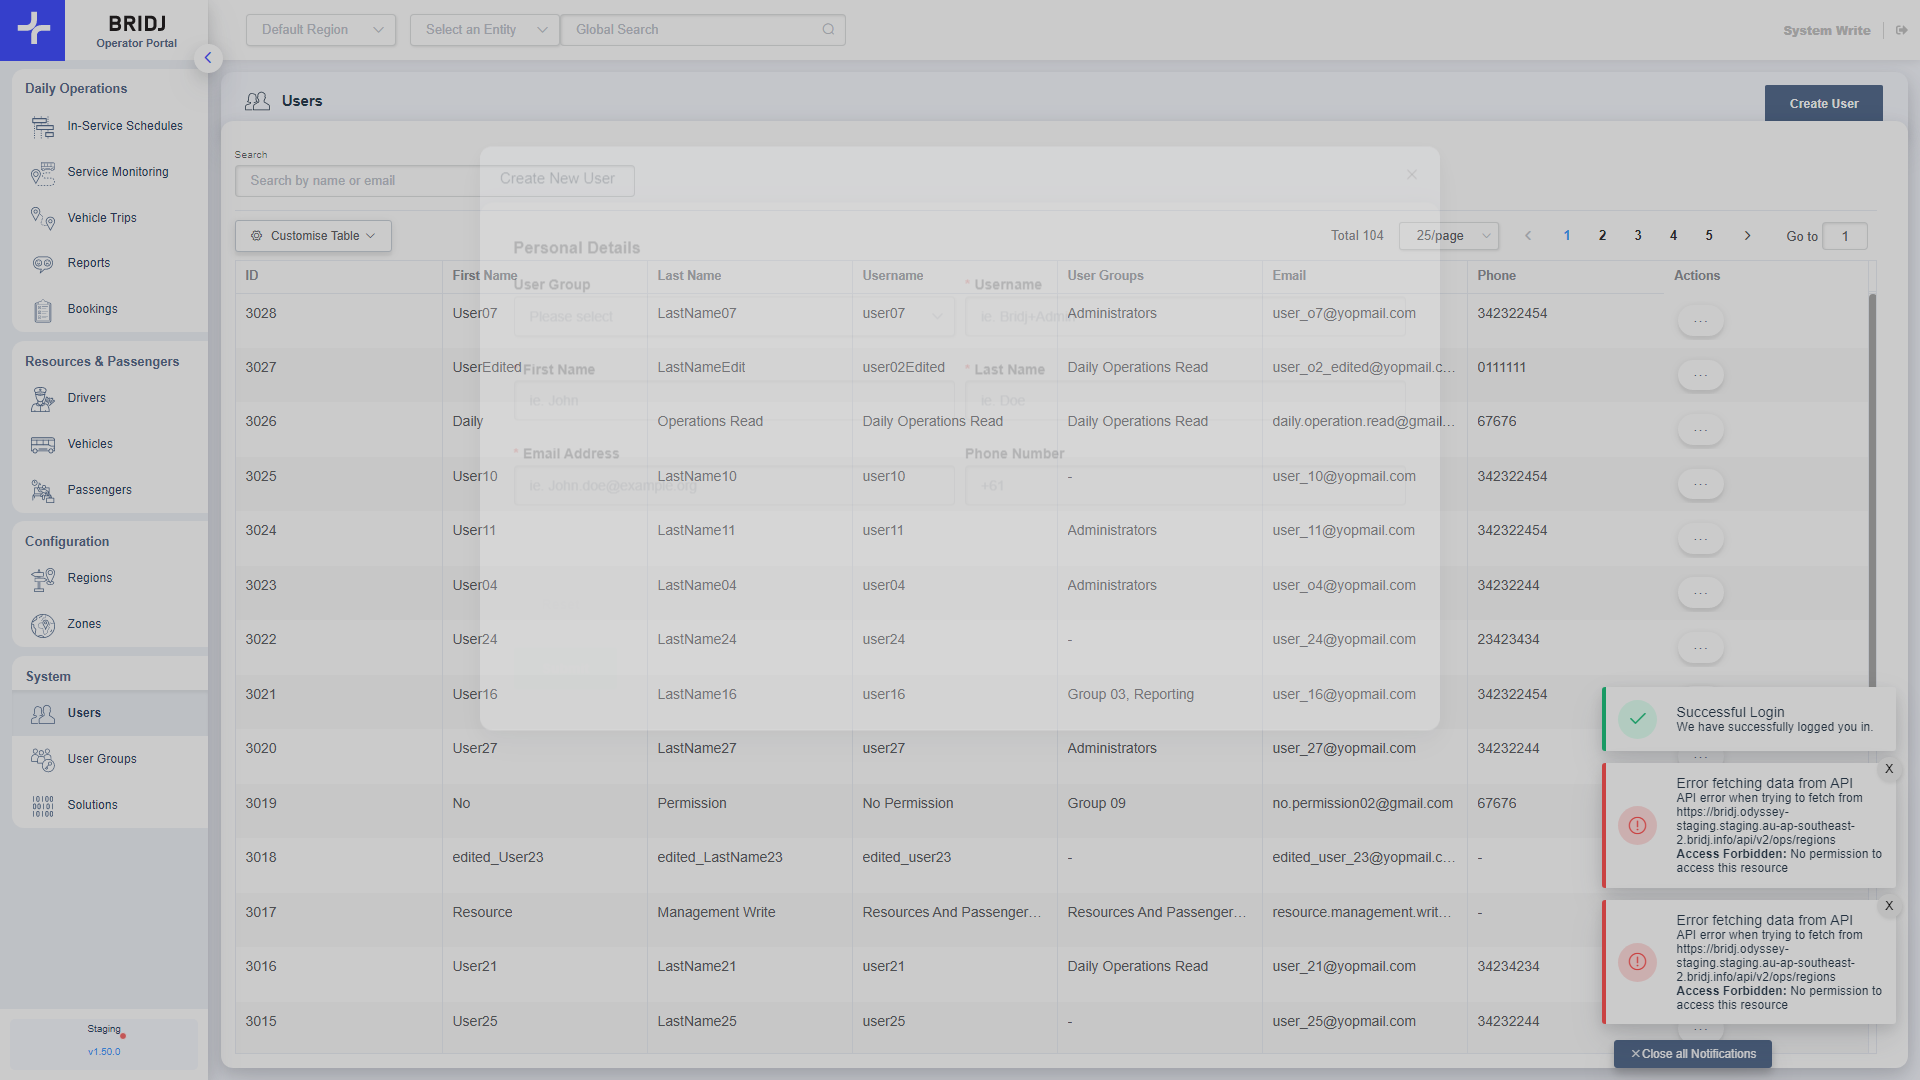 BRIDJ
Operator Portal
Default Region
Select an Entity
Global Search
System Write
Daily Operations
In-Service Schedules
Service Monitoring
Vehicle Trips
Reports
Bookings
Resources & Passengers
Drivers
Vehicles
Passengers
Configuration
Regions
Zones
System
Users
User Groups
Solutions
Staging
v1.50.0
Users
Create User
Search
Search by name or email
Create New User
Customise Table
Total 104
25/page
1 2 3 4 5
Go to 1
Personal Details
User Group
* Username
Please select
ie. Bridj+Admin
* First Name
* Last Name
ie. John
ie. Doe
* Email Address
Phone Number
ie. John doe@example.org
+61
ID First Name Last Name Username User Groups Email Phone Actions
3028 User07 LastName07 user07 Administrators user_o7@yopmail.com 342322454 ...
3027 UserEdited LastNameEdit user02Edited Daily Operations Read user_o2_edited@yopmail.c... 0111111 ...
3026 Daily Operations Read Daily Operations Read Daily Operations Read daily.operation.read@gmail... 67676 ...
3025 User10 LastName10 user10 - user_10@yopmail.com 342322454 ...
3024 User11 LastName11 user11 Administrators user_11@yopmail.com 342322454 ...
3023 User04 LastName04 user04 Administrators user_o4@yopmail.com 34232244 ...
3022 User24 LastName24 user24 - user_24@yopmail.com 23423434 ...
3021 User16 LastName16 user16 Group 03, Reporting user_16@yopmail.com 342322454
3020 User27 LastName27 user27 Administrators user_27@yopmail.com 34232244 ...
3019 No Permission No Permission Group 09 no.permission02@gmail.com 67676
3018 edited_User23 edited_LastName23 edited_user23 - edited_user_23@yopmail.c... -
3017 Resource Management Write Resources And Passenger... Resources And Passenger... resource.management.writ... -
3016 User21 LastName21 user21 Daily Operations Read user_21@yopmail.com 34234234
3015 User25 LastName25 user25 - user_25@yopmail.com 34232244 ...
Successful Login
We have successfully logged you in.
X
Error fetching data from API
API error when trying to fetch from
https://bridj.odyssey-
staging.staging.au-ap-southeast-
2.bridj.info/api/v2/ops/regions
Access Forbidden: No permission to
access this resource
X
Error fetching data from API
API error when trying to fetch from
https://bridj.odyssey-
staging.staging.au-ap-southeast-
2.bridj.info/api/v2/ops/regions
Access Forbidden: No permission to
access this resource
Close all Notifications